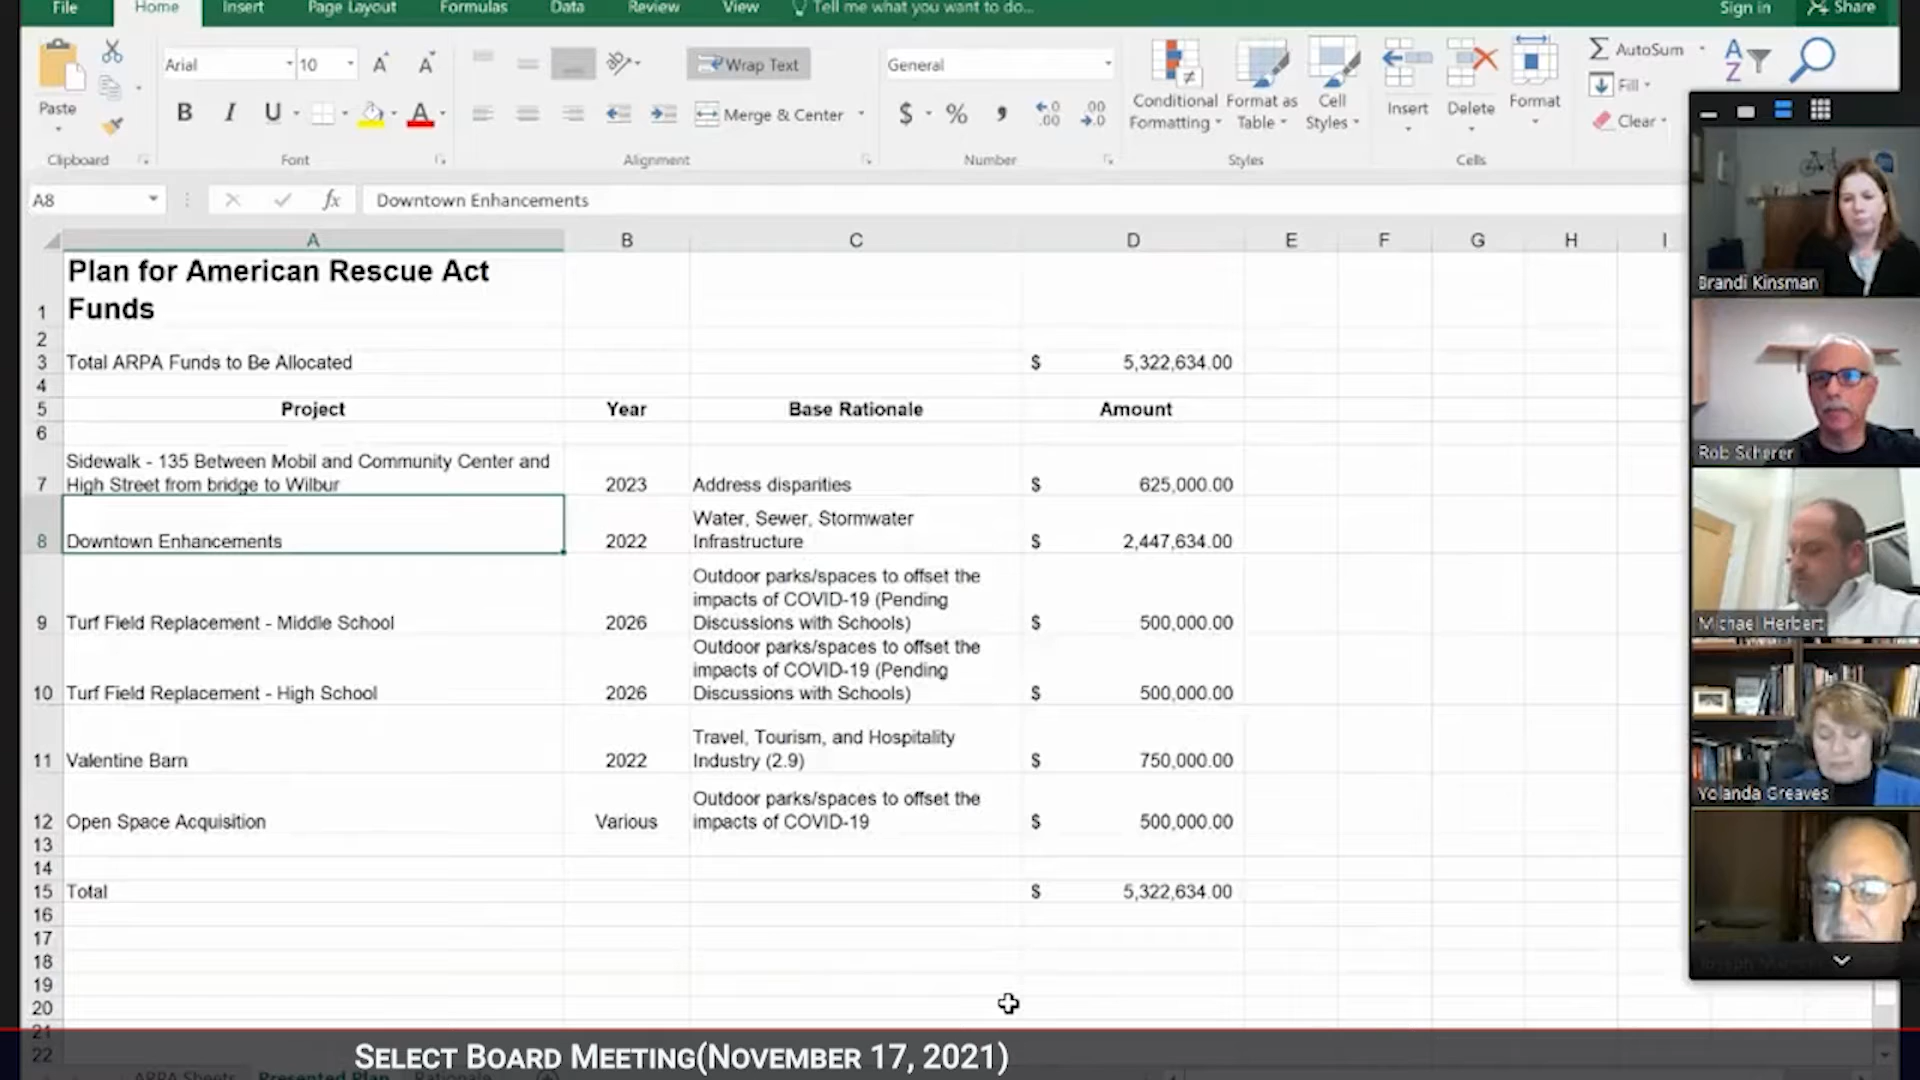 File Home Insert Page Layout Formulas Data Review View Tell me what you want to do... Sign in Share
Arial 10 Wrap Text General AutoSum
Paste B I U Merge & Center $ % Conditional Formatting Format as Table Cell Styles Insert Delete Format Fill Clear
Clipboard Font Alignment Number Styles Cells
A8 fx Downtown Enhancements
A B C D E F G H I
Plan for American Rescue Act
1 Funds
2
3 Total ARPA Funds to Be Allocated $ 5,322,634.00
4
5 Project Year Base Rationale Amount
6
Sidewalk - 135 Between Mobil and Community Center and
7 High Street from bridge to Wilbur 2023 Address disparities $ 625,000.00
Water, Sewer, Stormwater
8 Downtown Enhancements 2022 Infrastructure $ 2,447,634.00
Outdoor parks/spaces to offset the
impacts of COVID-19 (Pending
9 Turf Field Replacement - Middle School 2026 Discussions with Schools) $ 500,000.00
Outdoor parks/spaces to offset the
impacts of COVID-19 (Pending
10 Turf Field Replacement - High School 2026 Discussions with Schools) $ 500,000.00
Travel, Tourism, and Hospitality
11 Valentine Barn 2022 Industry (2.9) $ 750,000.00
Outdoor parks/spaces to offset the
12 Open Space Acquisition Various impacts of COVID-19 $ 500,000.00
13
14
15 Total $ 5,322,634.00
16
17
18
19
20
21
22
Brandi Kinsman
Rob Scherer
Michael Herbert
Yolanda Greaves
Select Board Meeting(November 17, 2021)
ARPA Sheets Presented Plan Rationale